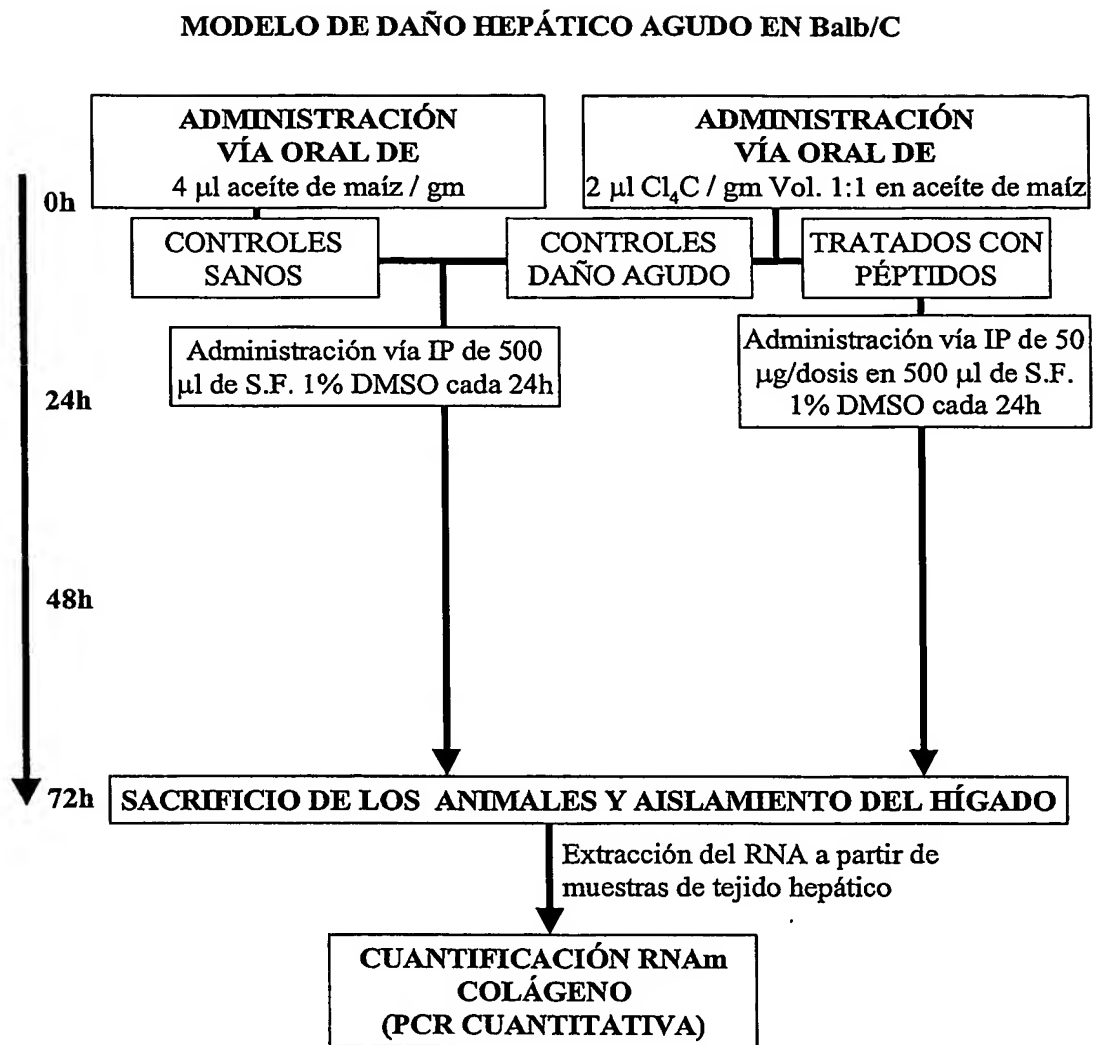 MODELO DE DAÑO HEPÁTICO AGUDO EN Balb/C
ADMINISTRACIÓN
VÍA ORAL DE
4 µl aceíte de maíz / gm
ADMINISTRACIÓN
VÍA ORAL DE
2 µl Cl₄C / gm Vol. 1:1 en aceíte de maíz
0h
CONTROLES
SANOS
CONTROLES
DAÑO AGUDO
TRATADOS CON
PÉPTIDOS
Administración vía IP de 500
µl de S.F. 1% DMSO cada 24h
Administración vía IP de 50
µg/dosis en 500 µl de S.F.
1% DMSO cada 24h
24h
48h
72h
SACRIFICIO DE LOS ANIMALES Y AISLAMIENTO DEL HÍGADO
Extracción del RNA a partir de
muestras de tejido hepático
CUANTIFICACIÓN RNAm
COLÁGENO
(PCR CUANTITATIVA)